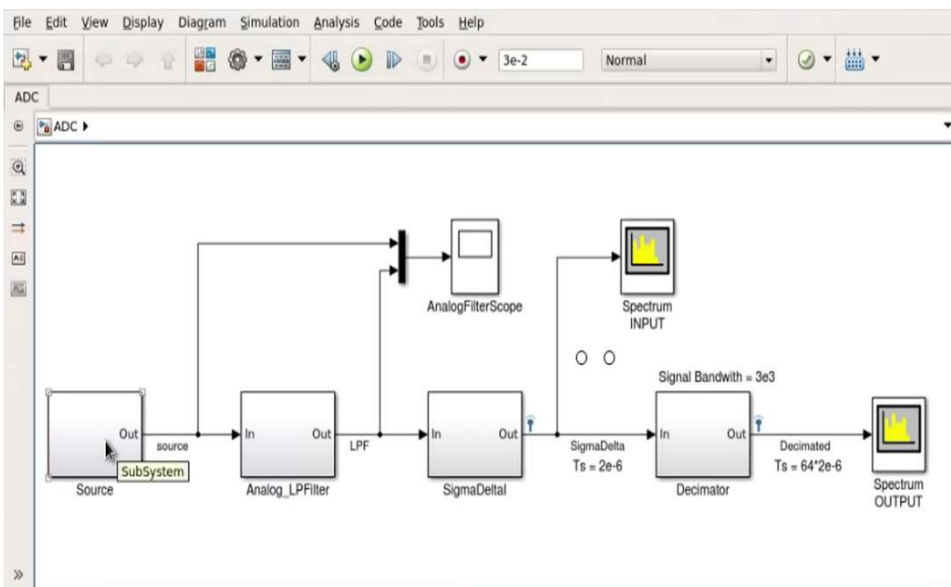 File Edit View Display Diagram Simulation Analysis Code Tools Help
3e-2 Normal
ADC
ADC
AnalogFilterScope
Spectrum
INPUT
Signal Bandwith = 3e3
Out
source
In
Out
LPF
In
Out
SigmaDelta
Ts = 2e-6
In
Out
Decimated
Ts = 64*2e-6
SubSystem
Source
Analog_LPFilter
SigmaDeltaI
Decimator
Spectrum
OUTPUT